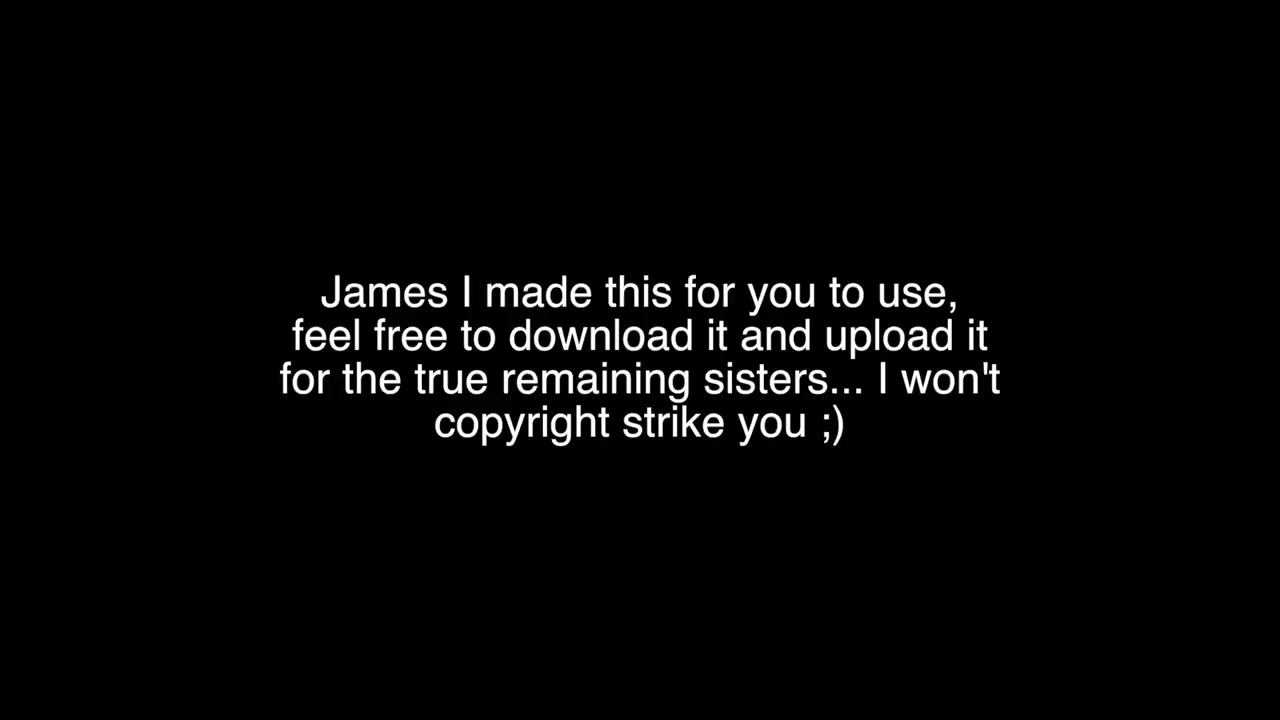 James I made this for you to use,
feel free to download it and upload it
for the true remaining sisters... I won't
copyright strike you ;)